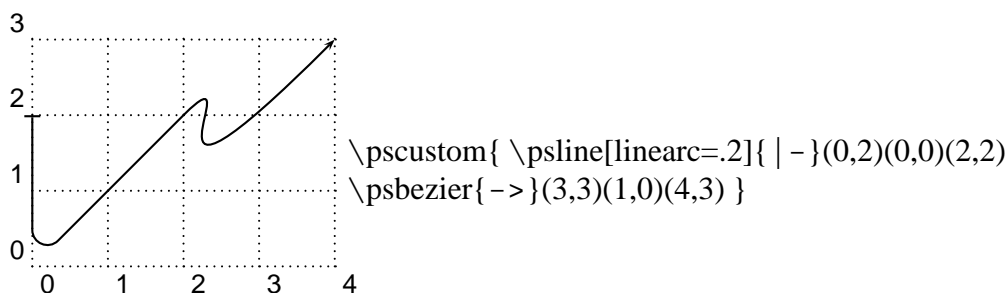 3
2
1
0
0 1 2 3 4
\pscustom{ \psline[linearc=.2]{|-}(0,2)(0,0)(2,2)
\psbezier{->}(3,3)(1,0)(4,3) }